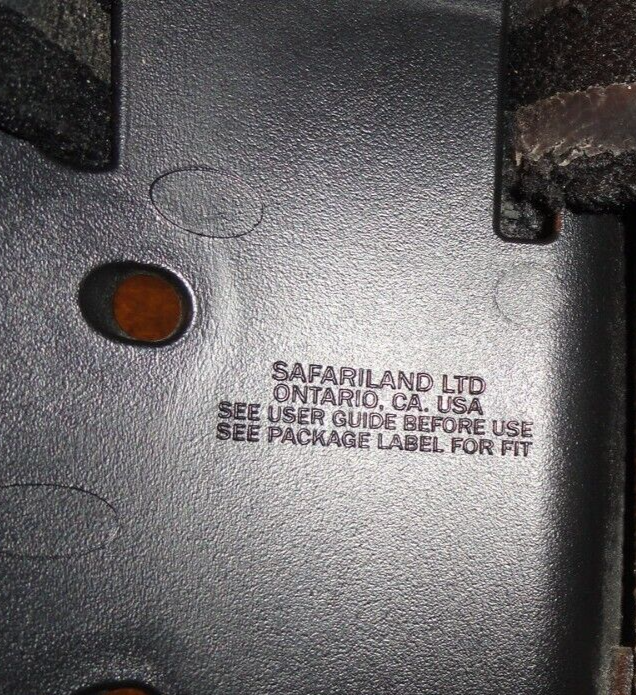 SAFARILAND LTD
ONTARIO, CA. USA
SEE USER GUIDE BEFORE USE
SEE PACKAGE LABEL FOR FIT